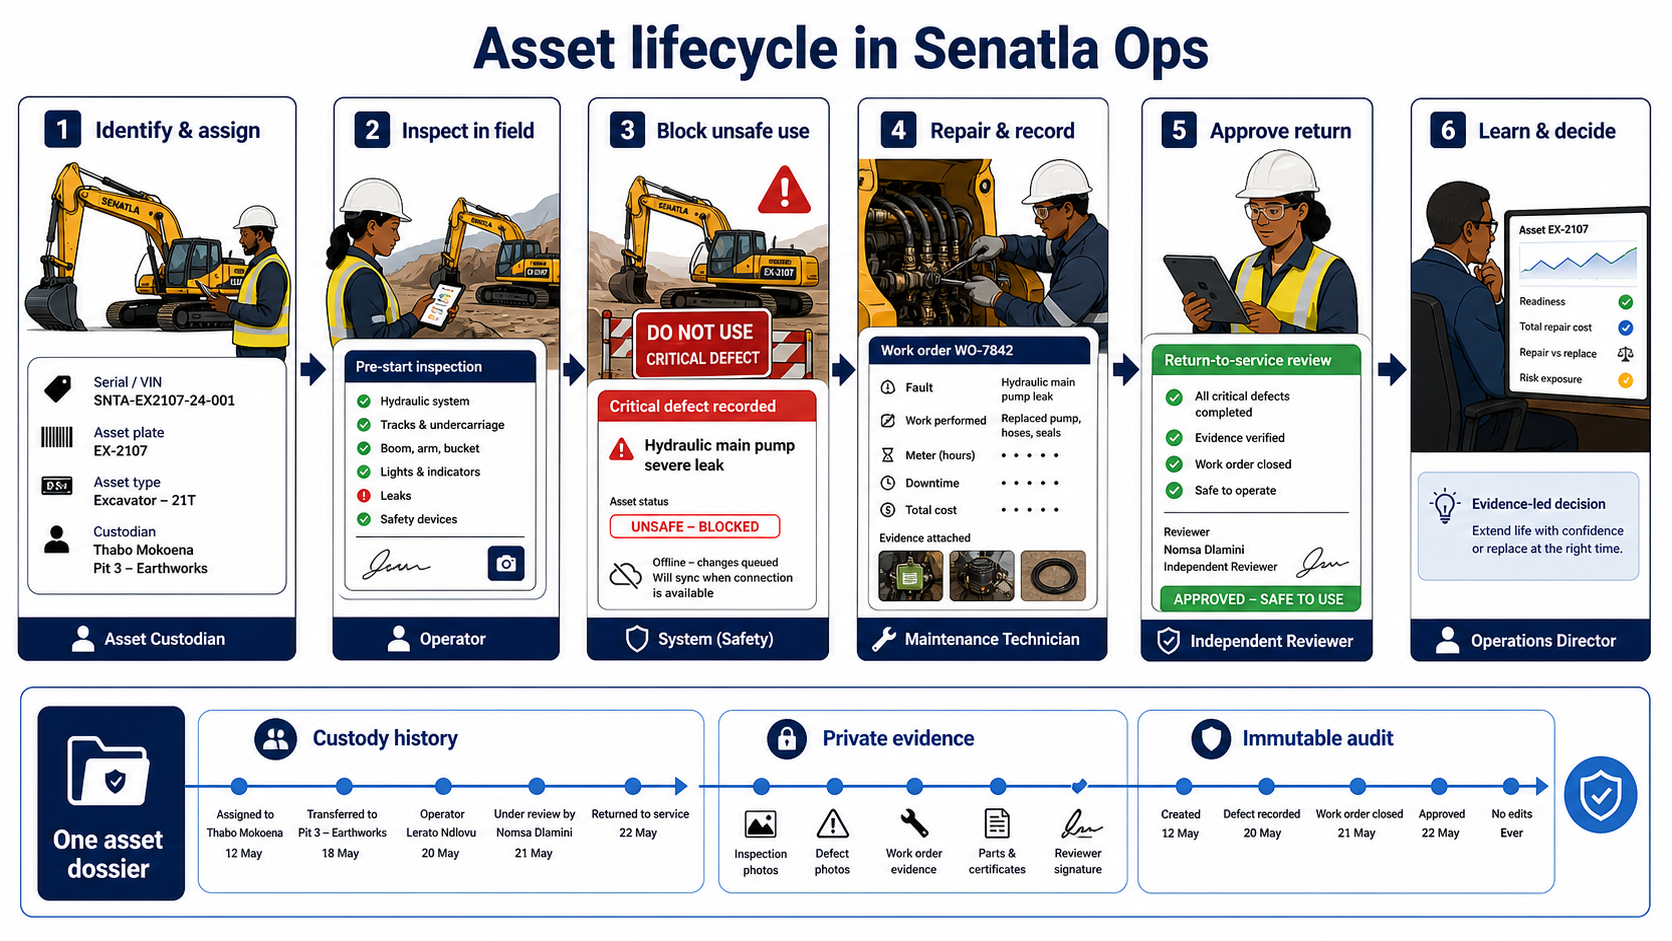 Asset lifecycle in Senatla Ops
1 Identify & assign
SENATLA
Serial / VIN
SNTA-EX2107-24-001
Asset plate
EX-2107
Asset type
Excavator – 21T
Custodian
Thabo Mokoena
Pit 3 – Earthworks
Asset Custodian
2 Inspect in field
Pre-start inspection
Hydraulic system
Tracks & undercarriage
Boom, arm, bucket
Lights & indicators
Leaks
Safety devices
Operator
3 Block unsafe use
SENATLA
EX-2107
DO NOT USE
CRITICAL DEFECT
Critical defect recorded
Hydraulic main pump
severe leak
Asset status
UNSAFE – BLOCKED
Offline – changes queued
Will sync when connection
is available
System (Safety)
4 Repair & record
Work order WO-7842
Fault
Hydraulic main
pump leak
Work performed
Replaced pump,
hoses, seals
Meter (hours)
Downtime
Total cost
Evidence attached
Maintenance Technician
5 Approve return
Return-to-service review
All critical defects
completed
Evidence verified
Work order closed
Safe to operate
Reviewer
Nomsa Dlamini
Independent Reviewer
APPROVED – SAFE TO USE
Independent Reviewer
6 Learn & decide
Asset EX-2107
Readiness
Total repair cost
Repair vs replace
Risk exposure
Evidence-led decision
Extend life with confidence
or replace at the right time.
Operations Director
One asset
dossier
Custody history
Assigned to
Thabo Mokoena
12 May
Transferred to
Pit 3 – Earthworks
18 May
Operator
Lerato Ndlovu
20 May
Under review by
Nomsa Dlamini
21 May
Returned to service
22 May
Private evidence
Inspection
photos
Defect
photos
Work order
evidence
Parts &
certificates
Reviewer
signature
Immutable audit
Created
12 May
Defect recorded
20 May
Work order closed
21 May
Approved
22 May
No edits
Ever